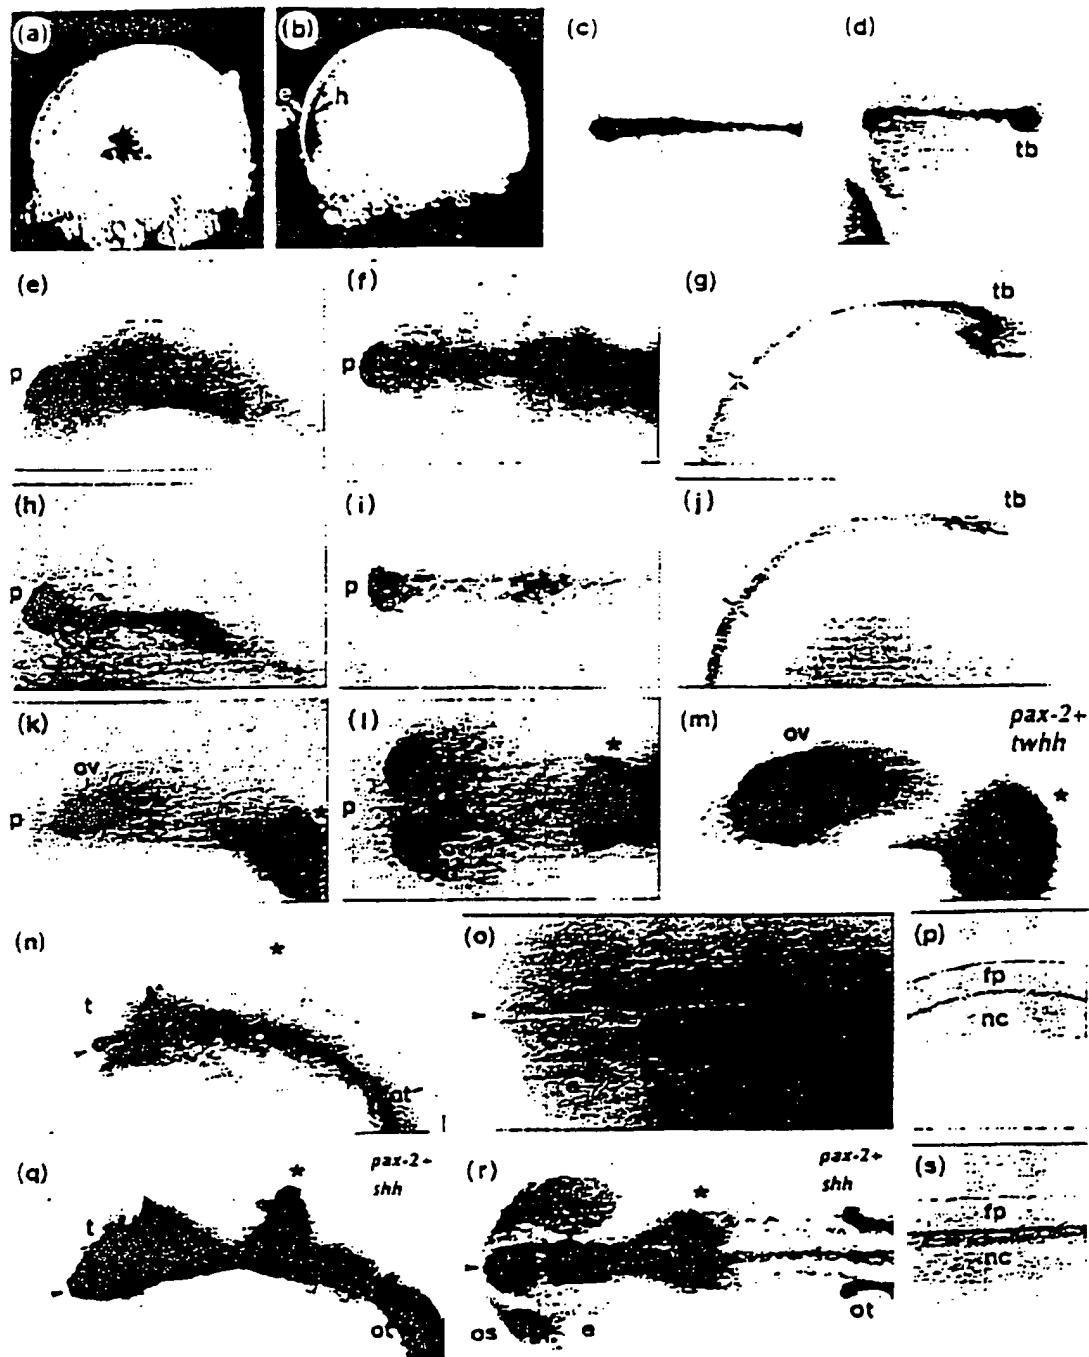 (a)
(b)
e
h
(c)
(d)
tb
(e)
p
(f)
p
(g)
tb
(h)
p
(i)
p
(j)
tb
(k)
ov
p
*
(l)
p
*
(m)
ov
pax-2+
twhh
*
(n)
*
t
ot
(o)
e
(p)
fp
nc
(q)
*
pax-2+
shh
t
ot
(r)
*
pax-2+
shh
os
e
ot
(s)
fp
nc